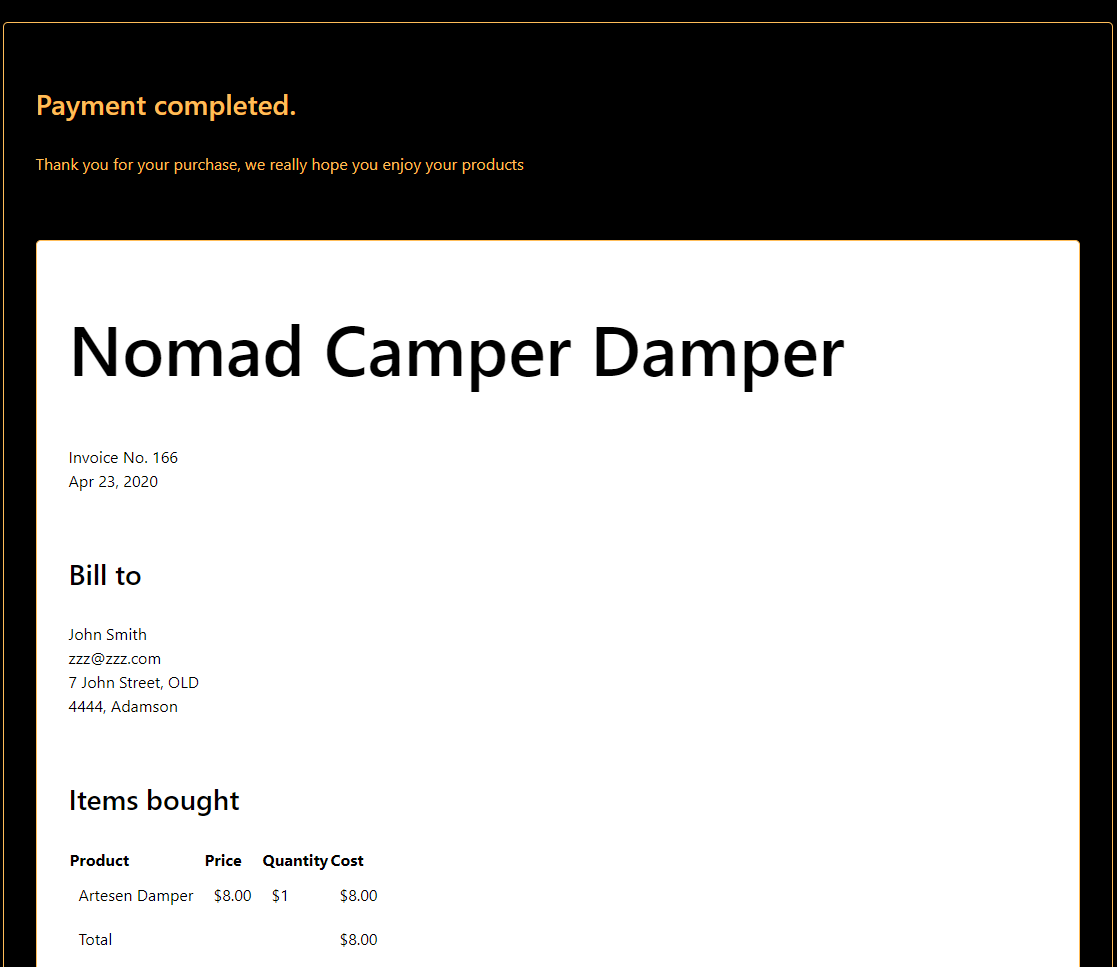 Payment completed.
Thank you for your purchase, we really hope you enjoy your products
Nomad Camper Damper
Invoice No. 166
Apr 23, 2020
Bill to
John Smith
zzz@zzz.com
7 John Street, OLD
4444, Adamson
Items bought
Product Price Quantity Cost
Artesen Damper $8.00 $1 $8.00
Total $8.00